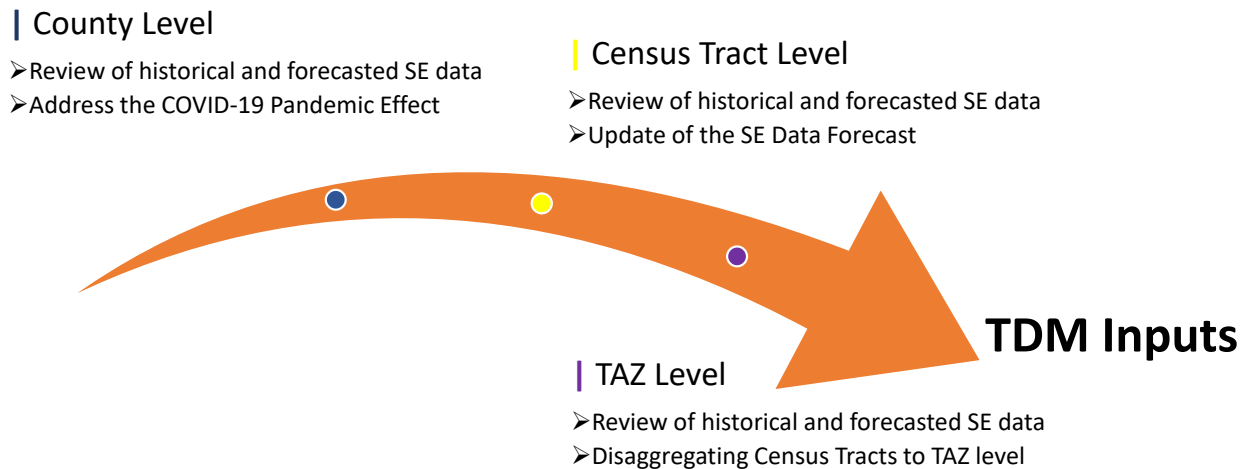 County Level
➢Review of historical and forecasted SE data
➢Address the COVID-19 Pandemic Effect
Census Tract Level
➢Review of historical and forecasted SE data
➢Update of the SE Data Forecast
TDM Inputs
TAZ Level
➢Review of historical and forecasted SE data
➢Disaggregating Census Tracts to TAZ level